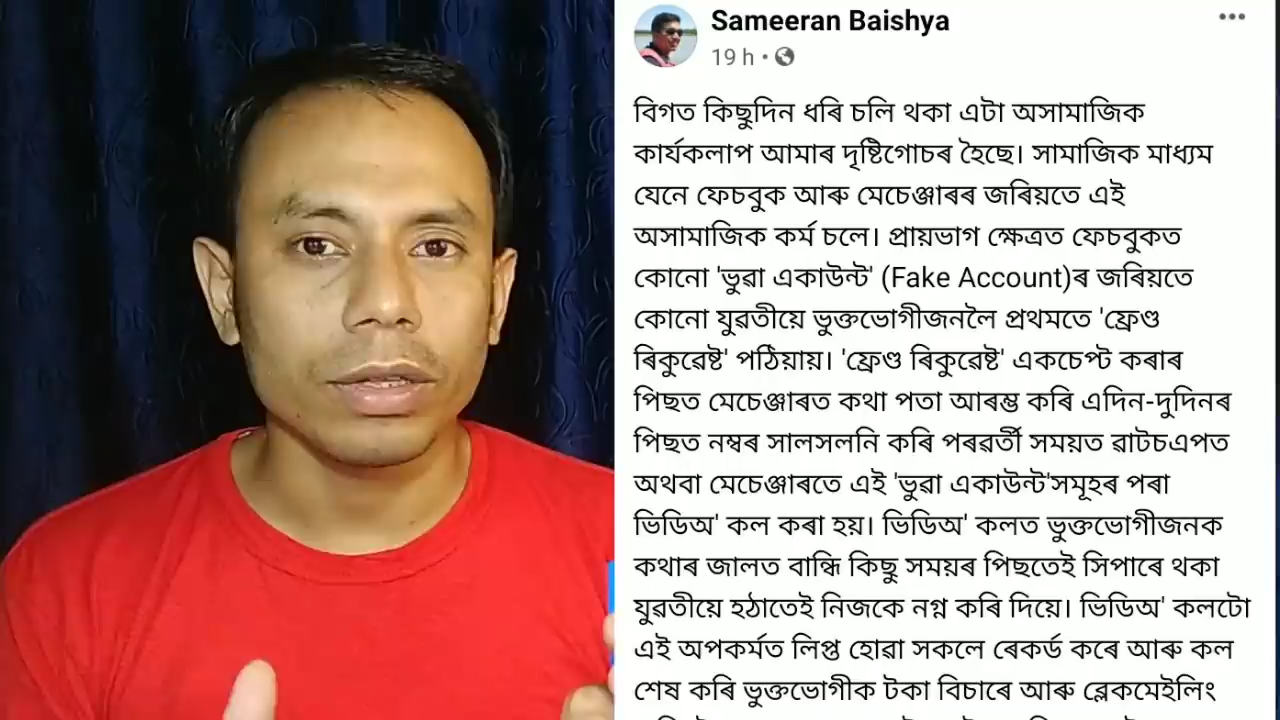 Sameeran Baishya
19 h
বিগত কিছুদিন ধৰি চলি থকা এটা অসামাজিক
কাৰ্যকলাপ আমাৰ দৃষ্টিগোচৰ হৈছে। সামাজিক মাধ্যম
যেনে ফেচবুক আৰু মেচেঞ্জাৰৰ জৰিয়তে এই
অসামাজিক কৰ্ম চলে। প্ৰায়ভাগ ক্ষেত্ৰত ফেচবুকত
কোনো 'ভুৱা একাউন্ট' (Fake Account)ৰ জৰিয়তে
কোনো যুৱতীয়ে ভুক্তভোগীজনলৈ প্ৰথমতে 'ফ্ৰেণ্ড
ৰিকুৱেষ্ট' পঠিয়ায়। 'ফ্ৰেণ্ড ৰিকুৱেষ্ট' একচেপ্ট কৰাৰ
পিছত মেচেঞ্জাৰত কথা পতা আৰম্ভ কৰি এদিন-দুদিনৰ
পিছত নম্বৰ সালসলনি কৰি পৰৱৰ্তী সময়ত ৱাটচএপত
অথবা মেচেঞ্জাৰতে এই 'ভুৱা একাউন্ট'সমূহৰ পৰা
ভিডিঅ' কল কৰা হয়। ভিডিঅ' কলত ভুক্তভোগীজনক
কথাৰ জালত বান্ধি কিছু সময়ৰ পিছতেই সিপাৰে থকা
যুৱতীয়ে হঠাতেই নিজকে নগ্ন কৰি দিয়ে। ভিডিঅ' কলটো
এই অপকৰ্মত লিপ্ত হোৱা সকলে ৰেকৰ্ড কৰে আৰু কল
শেষ কৰি ভুক্তভোগীক টকা বিচাৰে আৰু ব্লেকমেইলিং